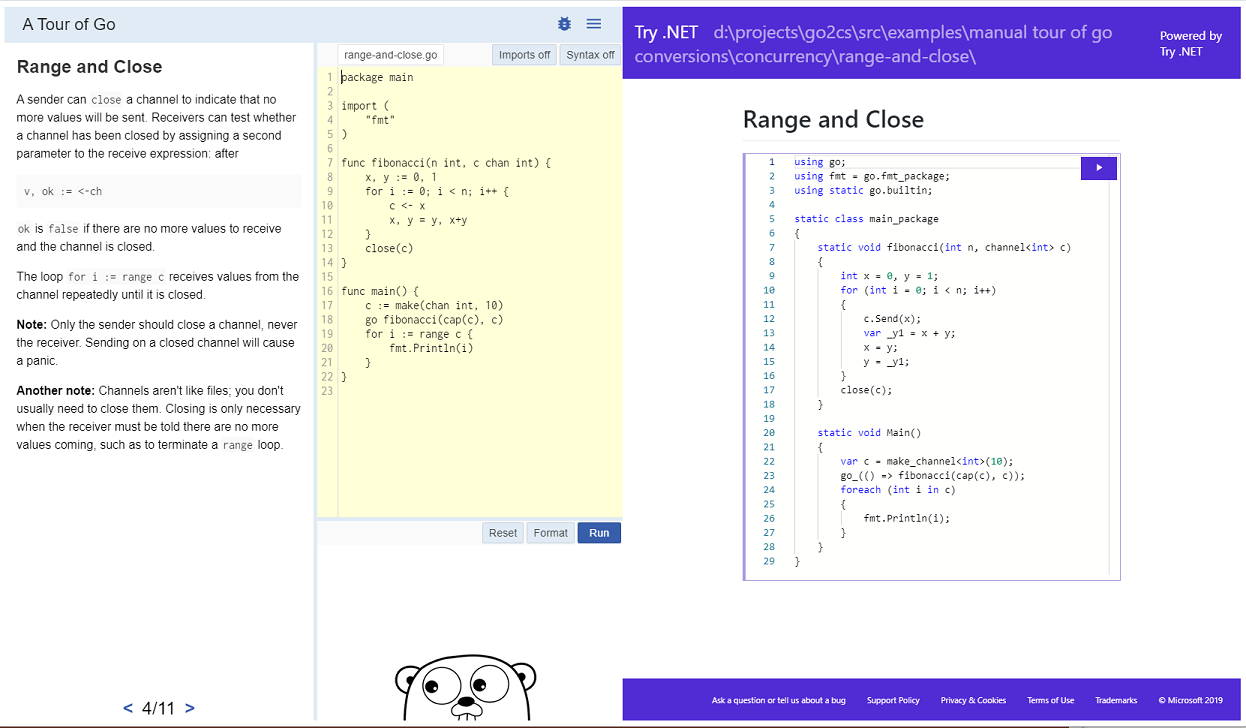 A Tour of Go
Range and Close
A sender can close a channel to indicate that no
more values will be sent. Receivers can test whether
a channel has been closed by assigning a second
parameter to the receive expression: after
v, ok := <-ch
ok is false if there are no more values to receive
and the channel is closed.
The loop for i := range c receives values from the
channel repeatedly until it is closed.
Note: Only the sender should close a channel, never
the receiver. Sending on a closed channel will cause
a panic.
Another note: Channels aren't like files; you don't
usually need to close them. Closing is only necessary
when the receiver must be told there are no more
values coming, such as to terminate a range loop.
< 4/11 >
range-and-close.go
Imports off
Syntax off
1 package main
2
3 import (
4     "fmt"
5 )
6
7 func fibonacci(n int, c chan int) {
8     x, y := 0, 1
9     for i := 0; i < n; i++ {
10         c <- x
11         x, y = y, x+y
12     }
13     close(c)
14 }
15
16 func main() {
17     c := make(chan int, 10)
18     go fibonacci(cap(c), c)
19     for i := range c {
20         fmt.Println(i)
21     }
22 }
23
Reset
Format
Run
Try .NET d:\projects\go2cs\src\examples\manual tour of go
conversions\concurrency\range-and-close\
Powered by
Try .NET
Range and Close
1 using go;
2 using fmt = go.fmt_package;
3 using static go.builtin;
4
5 static class main_package
6 {
7     static void fibonacci(int n, channel<int> c)
8     {
9         int x = 0, y = 1;
10         for (int i = 0; i < n; i++)
11         {
12             c.Send(x);
13             var _y1 = x + y;
14             x = y;
15             y = _y1;
16         }
17         close(c);
18     }
19
20     static void Main()
21     {
22         var c = make_channel<int>(10);
23         go_(() => fibonacci(cap(c), c));
24         foreach (int i in c)
25         {
26             fmt.Println(i);
27         }
28     }
29 }
Ask a question or tell us about a bug
Support Policy
Privacy & Cookies
Terms of Use
Trademarks
© Microsoft 2019